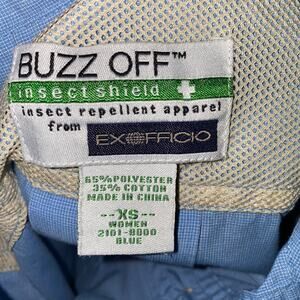 BUZZ OFF™
insect shield
insect repellent apparel
from EXOFFICIO
65% POLYESTER
35% COTTON
MADE IN CHINA
--XS--
WOMEN
2101-8000
BLUE